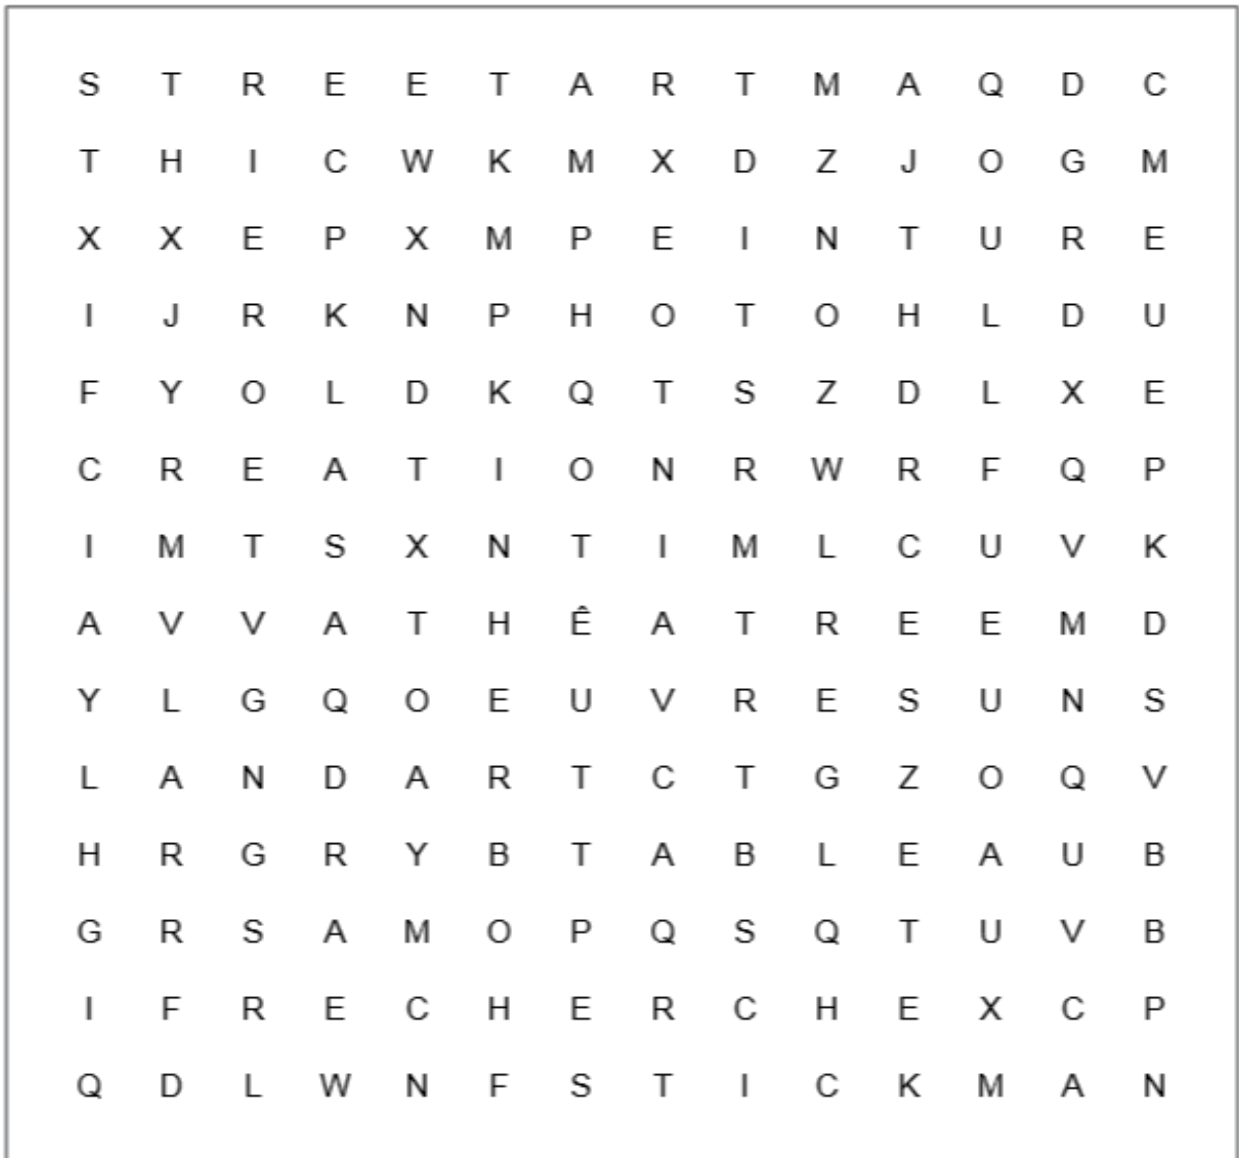 S T R E E T A R T M A Q D C
T H I C W K M X D Z J O G M
X X E P X M P E I N T U R E
I J R K N P H O T O H L D U
F Y O L D K Q T S Z D L X E
C R E A T I O N R W R F Q P
I M T S X N T I M L C U V K
A V V A T H Ê A T R E E M D
Y L G Q O E U V R E S U N S
L A N D A R T C T G Z O Q V
H R G R Y B T A B L E A U B
G R S A M O P Q S Q T U V B
I F R E C H E R C H E X C P
Q D L W N F S T I C K M A N